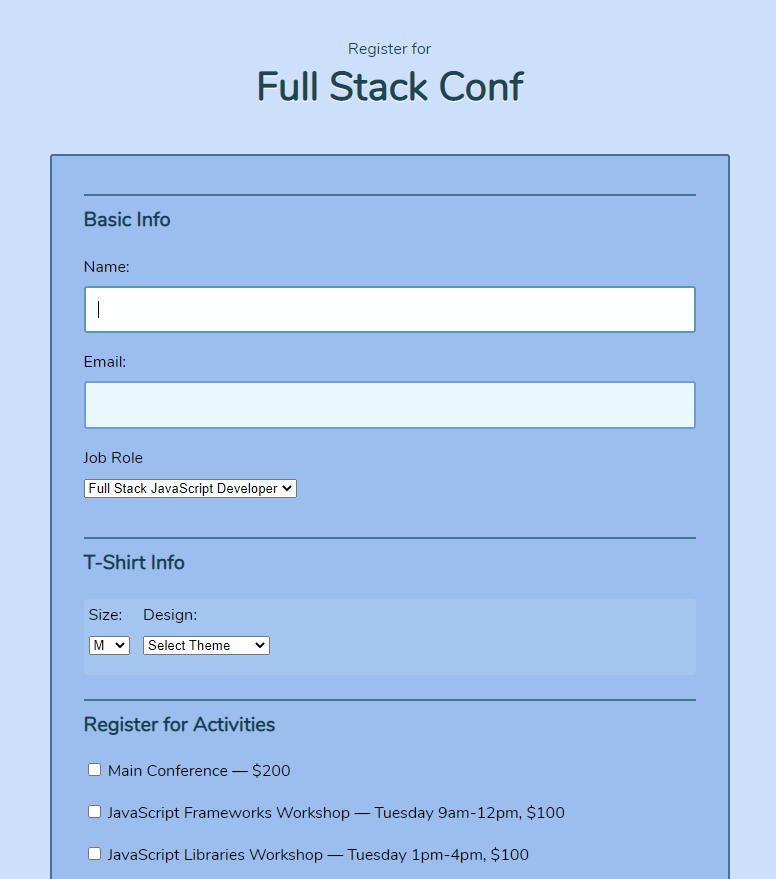 Register for
Full Stack Conf
Basic Info
Name:
Email:
Job Role
Full Stack JavaScript Developer
T-Shirt Info
Size: Design:
M Select Theme
Register for Activities
Main Conference — $200
JavaScript Frameworks Workshop — Tuesday 9am-12pm, $100
JavaScript Libraries Workshop — Tuesday 1pm-4pm, $100